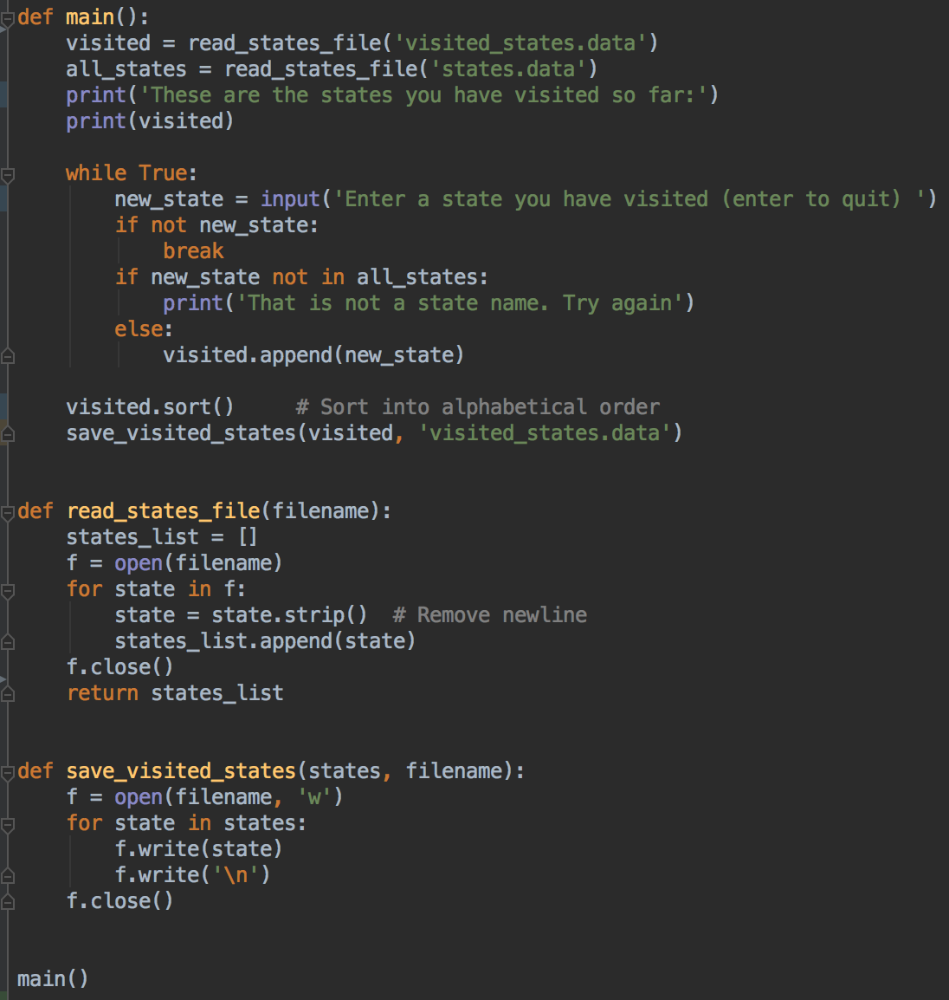 def main():
    visited = read_states_file('visited_states.data')
    all_states = read_states_file('states.data')
    print('These are the states you have visited so far:')
    print(visited)

    while True:
        new_state = input('Enter a state you have visited (enter to quit) ')
        if not new_state:
            break
        if new_state not in all_states:
            print('That is not a state name. Try again')
        else:
            visited.append(new_state)

    visited.sort()     # Sort into alphabetical order
    save_visited_states(visited, 'visited_states.data')


def read_states_file(filename):
    states_list = []
    f = open(filename)
    for state in f:
        state = state.strip()  # Remove newline
        states_list.append(state)
    f.close()
    return states_list


def save_visited_states(states, filename):
    f = open(filename, 'w')
    for state in states:
        f.write(state)
        f.write('\n')
    f.close()


main()